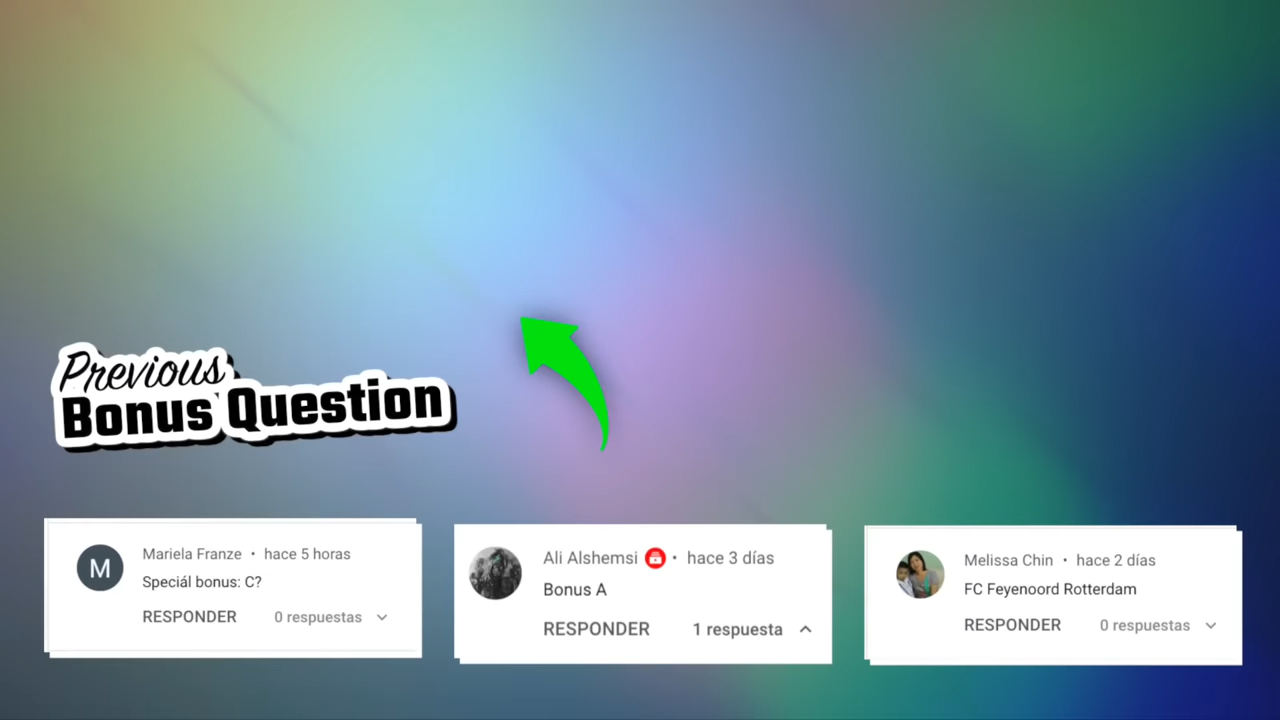 Previous
Bonus Question
M
Mariela Franze • hace 5 horas
Speciál bonus: C?
RESPONDER 0 respuestas
Ali Alshemsi • hace 3 días
Bonus A
RESPONDER 1 respuesta
Melissa Chin • hace 2 días
FC Feyenoord Rotterdam
RESPONDER 0 respuestas